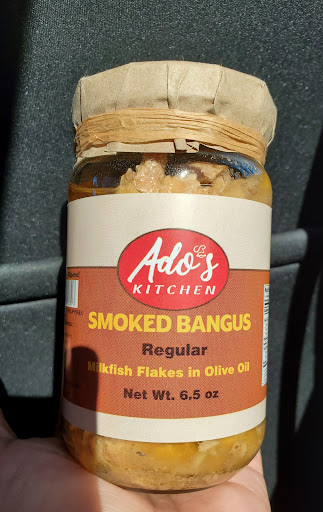 Ado's
KITCHEN
SMOKED BANGUS
Regular
Milkfish Flakes in Olive Oil
Net Wt. 6.5 oz